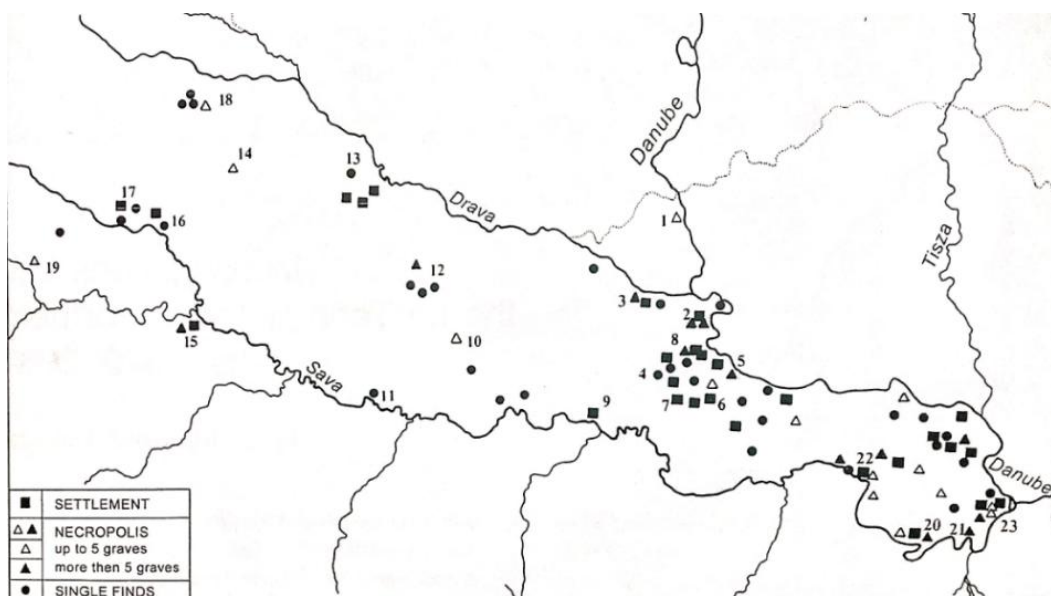 18
14
13
17
16
19
Drava
Danube
1
Tisza
12
3
2
15
10
8
5
4
Sava
11
9
7
6
22
Danube
20
21
23
SETTLEMENT
NECROPOLIS
up to 5 graves
more then 5 graves
SINGLE FINDS